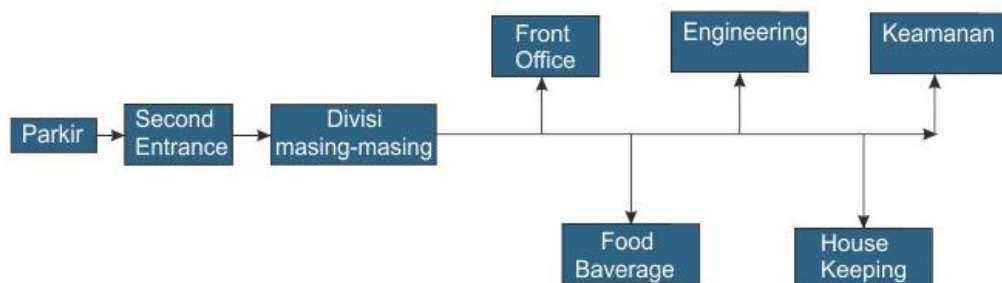 Parkir
Second
Entrance
Divisi
masing-masing
Front
Office
Food
Baverage
Engineering
House
Keeping
Keamanan